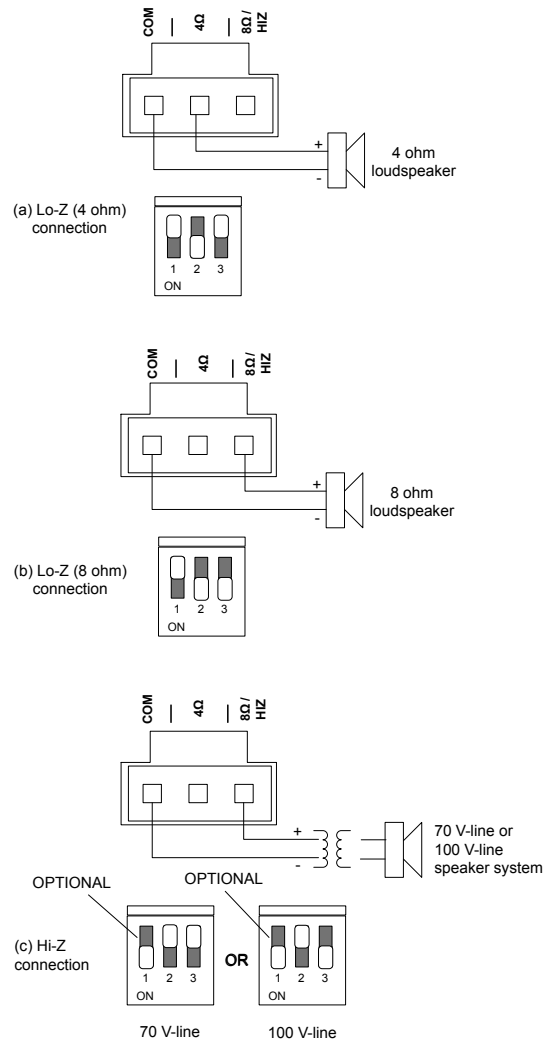 COM
|
4Ω
|
8Ω /
HIZ
+
-
4 ohm
loudspeaker
(a) Lo-Z (4 ohm)
connection
1 2 3
ON
COM
|
4Ω
|
8Ω /
HIZ
+
-
8 ohm
loudspeaker
(b) Lo-Z (8 ohm)
connection
1 2 3
ON
COM
|
4Ω
|
8Ω /
HIZ
+
-
70 V-line or
100 V-line
speaker system
OPTIONAL
OPTIONAL
(c) Hi-Z
connection
1 2 3
ON
OR
1 2 3
ON
70 V-line
100 V-line